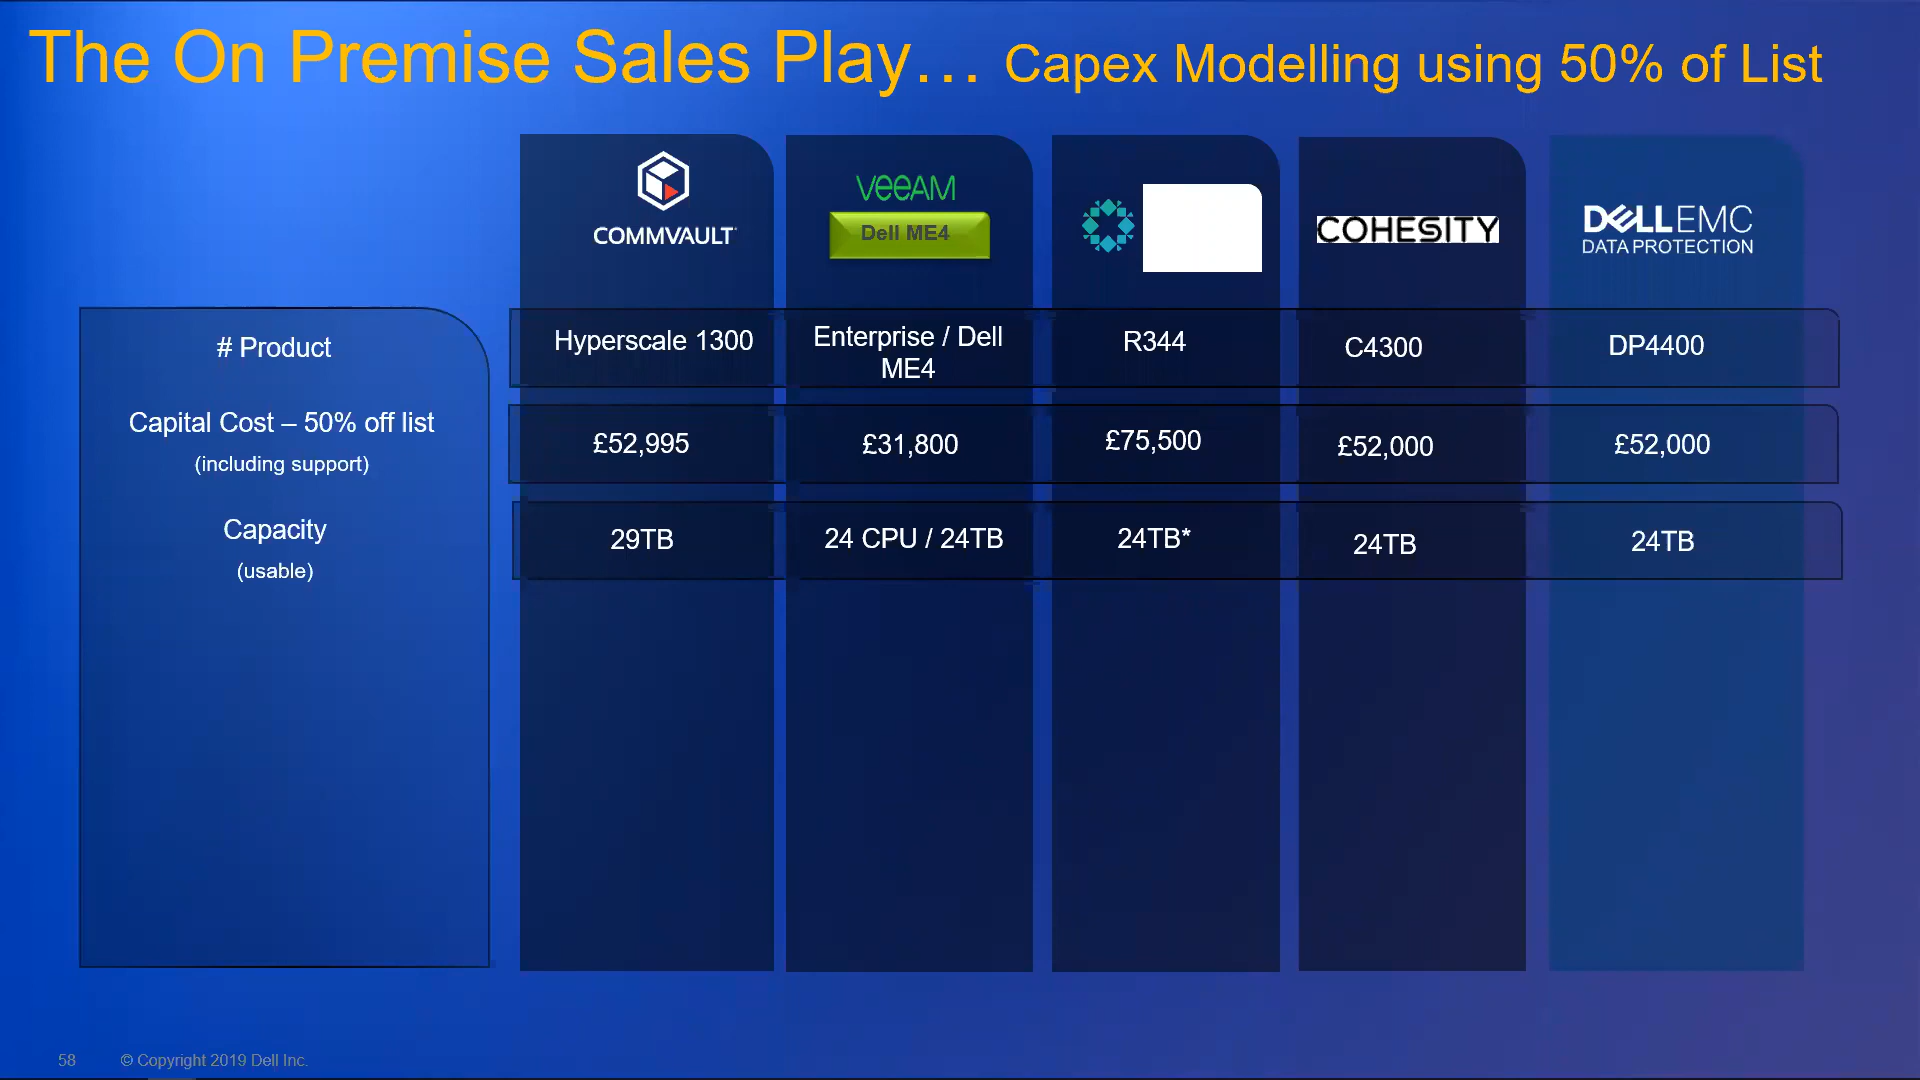 The On Premise Sales Play… Capex Modelling using 50% of List
COMMVAULT
veeAM
Dell ME4
COHESITY
DELLEMC
DATA PROTECTION
# Product
Hyperscale 1300
Enterprise / Dell
ME4
R344
C4300
DP4400
Capital Cost – 50% off list
(including support)
£52,995
£31,800
£75,500
£52,000
£52,000
Capacity
(usable)
29TB
24 CPU / 24TB
24TB*
24TB
24TB
58
© Copyright 2019 Dell Inc.